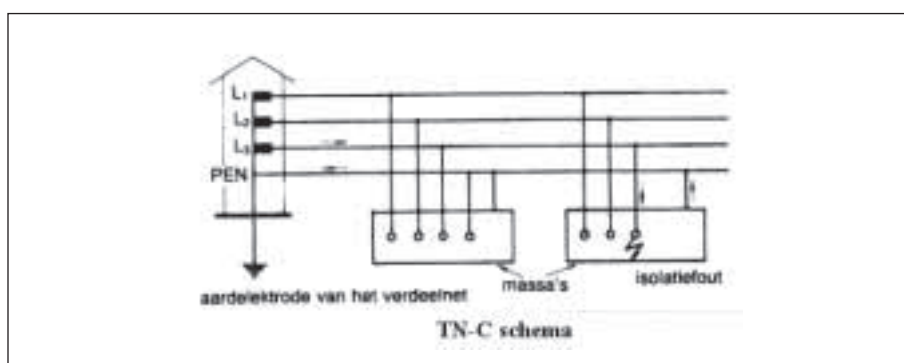 L1
L2
L3
PEN
massa's
isolatiefout
aardelektrode van het verdeelnet
TN-C schema